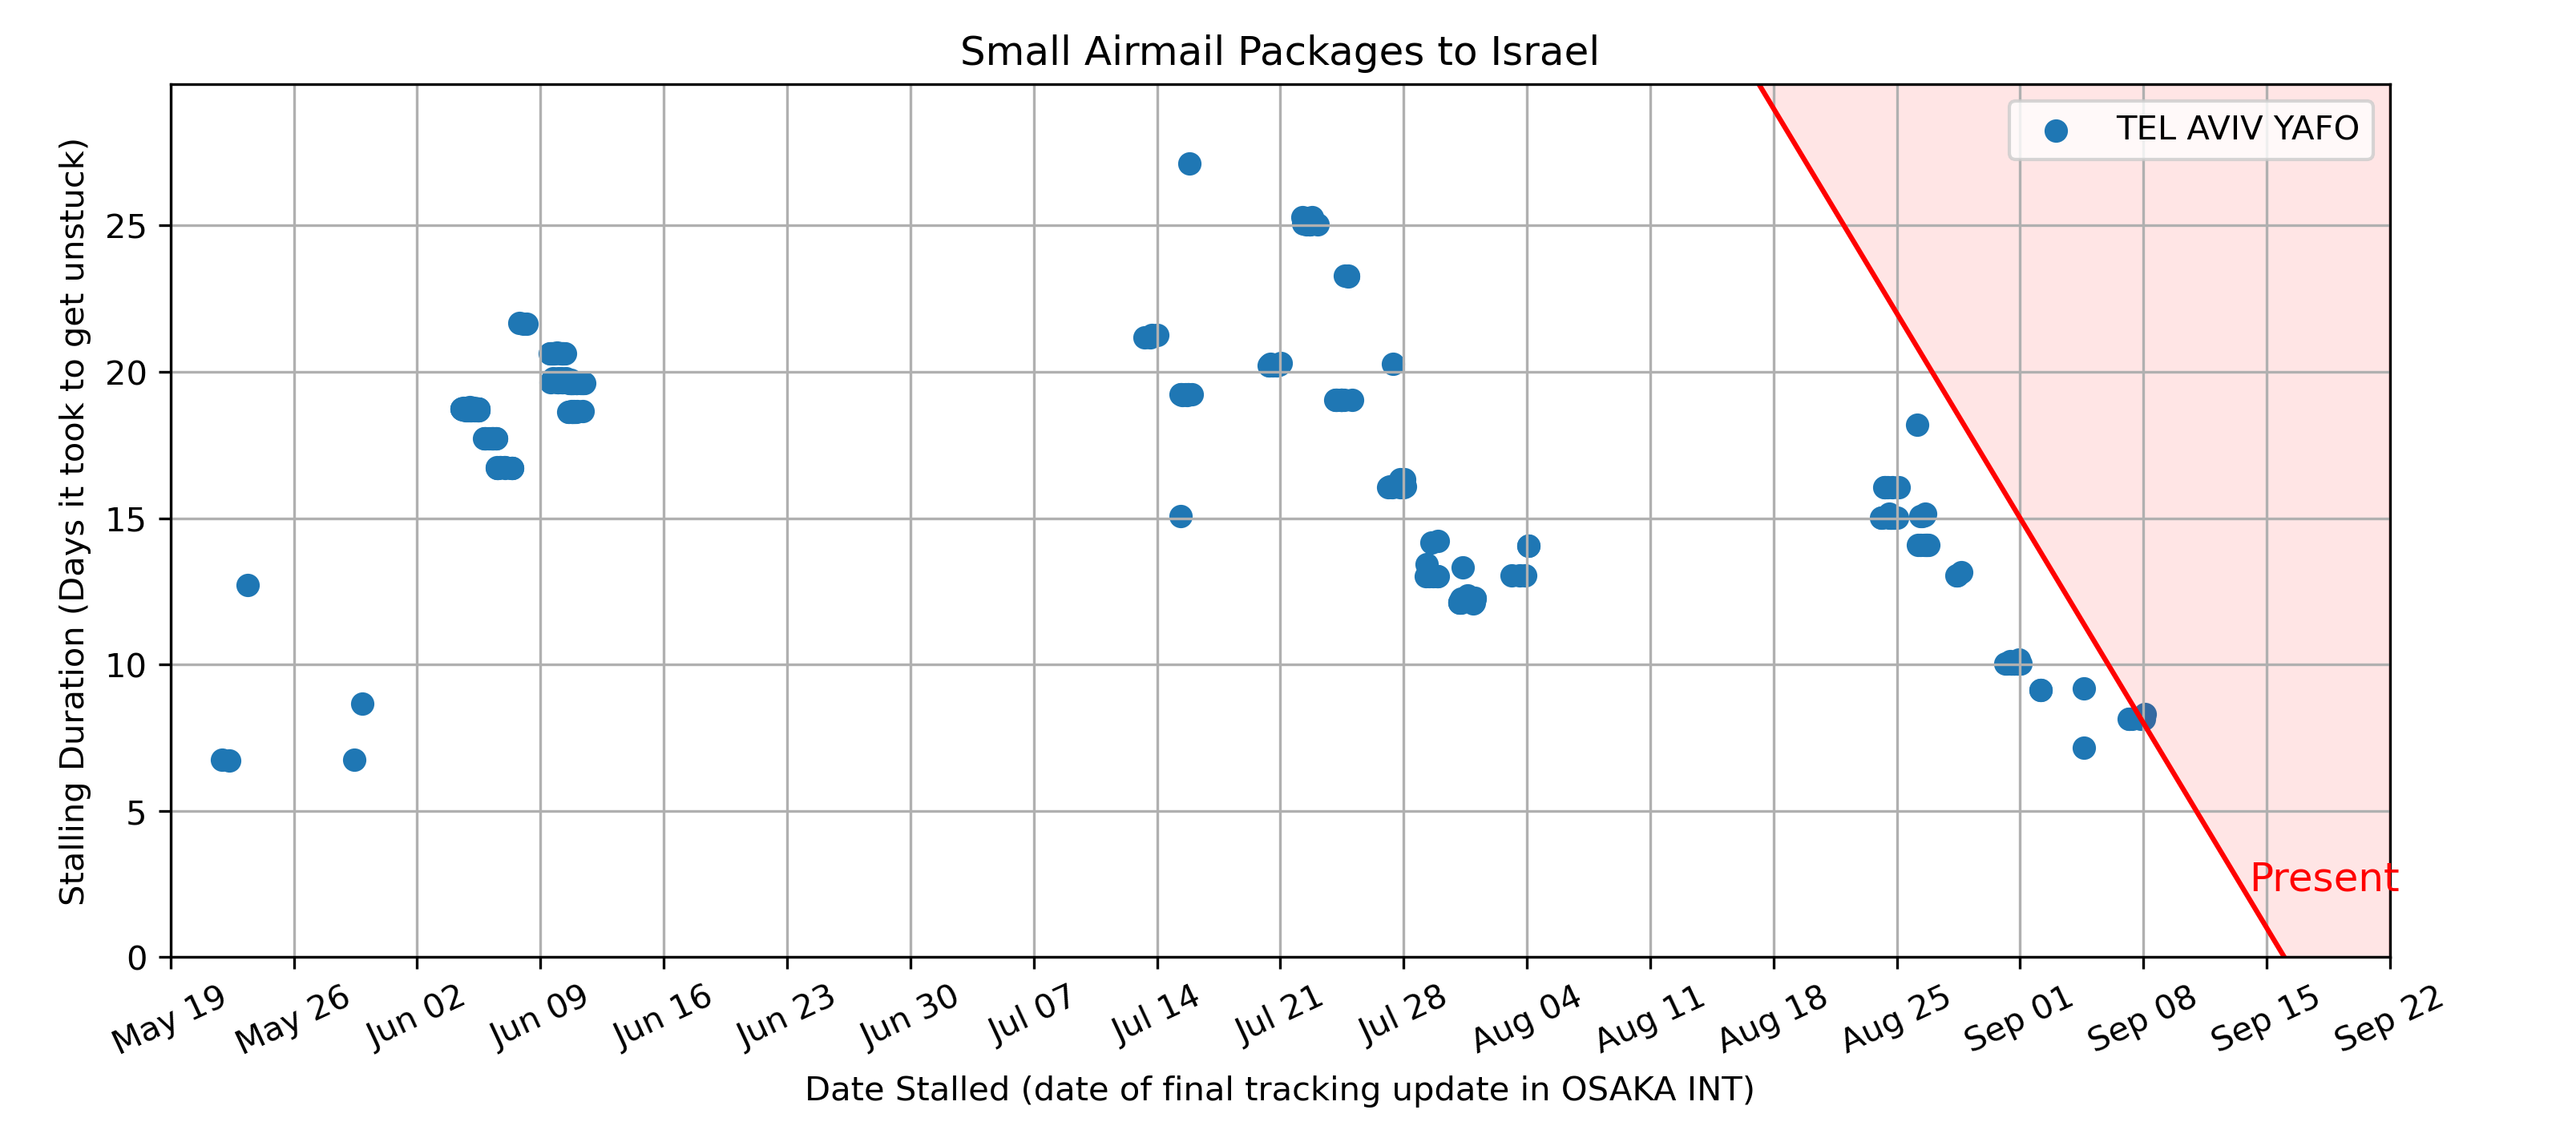 Small Airmail Packages to Israel
TEL AVIV YAFO
Stalling Duration (Days it took to get unstuck)
25
20
15
10
5
0
Present
May 19
May 26
Jun 02
Jun 09
Jun 16
Jun 23
Jun 30
Jul 07
Jul 14
Jul 21
Jul 28
Aug 04
Aug 11
Aug 18
Aug 25
Sep 01
Sep 08
Sep 15
Sep 22
Date Stalled (date of final tracking update in OSAKA INT)